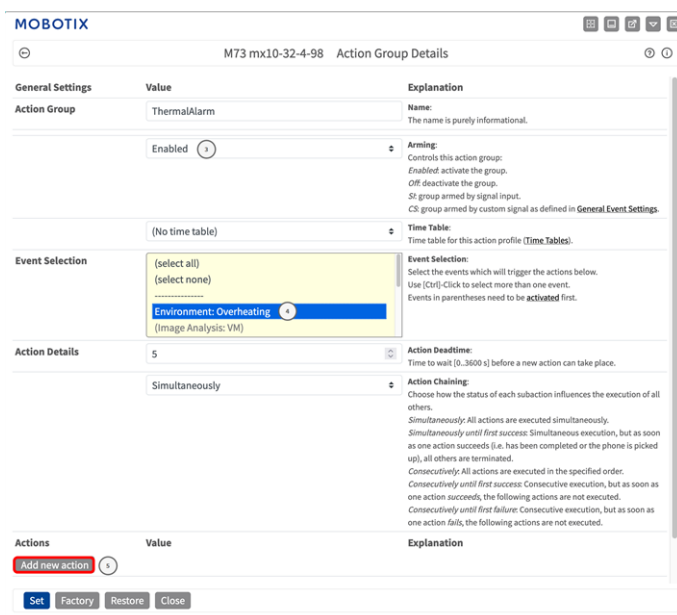 MOBOTIX
M73 mx10-32-4-98 Action Group Details
General Settings Value Explanation
Action Group ThermalAlarm Name:
The name is purely informational.
Enabled 3 Arming:
Controls this action group:
Enabled: activate the group.
Off: deactivate the group.
SI: group armed by signal input.
CS: group armed by custom signal as defined in General Event Settings.
(No time table) Time Table:
Time table for this action profile (Time Tables).
Event Selection (select all) Event Selection:
(select none) Select the events which will trigger the actions below.
--------------- Use [Ctrl]-Click to select more than one event.
Environment: Overheating 4 Events in parentheses need to be activated first.
(Image Analysis: VM)
Action Details 5 Action Deadtime:
Time to wait [0..3600 s] before a new action can take place.
Simultaneously Action Chaining:
Choose how the status of each subaction influences the execution of all
others.
Simultaneously: All actions are executed simultaneously.
Simultaneously until first success: Simultaneous execution, but as soon
as one action succeeds (i.e. has been completed or the phone is picked
up), all others are terminated.
Consecutively: All actions are executed in the specified order.
Consecutively until first success: Consecutive execution, but as soon as
one action succeeds, the following actions are not executed.
Consecutively until first failure: Consecutive execution, but as soon as
one action fails, the following actions are not executed.
Actions Value Explanation
Add new action 5
Set Factory Restore Close